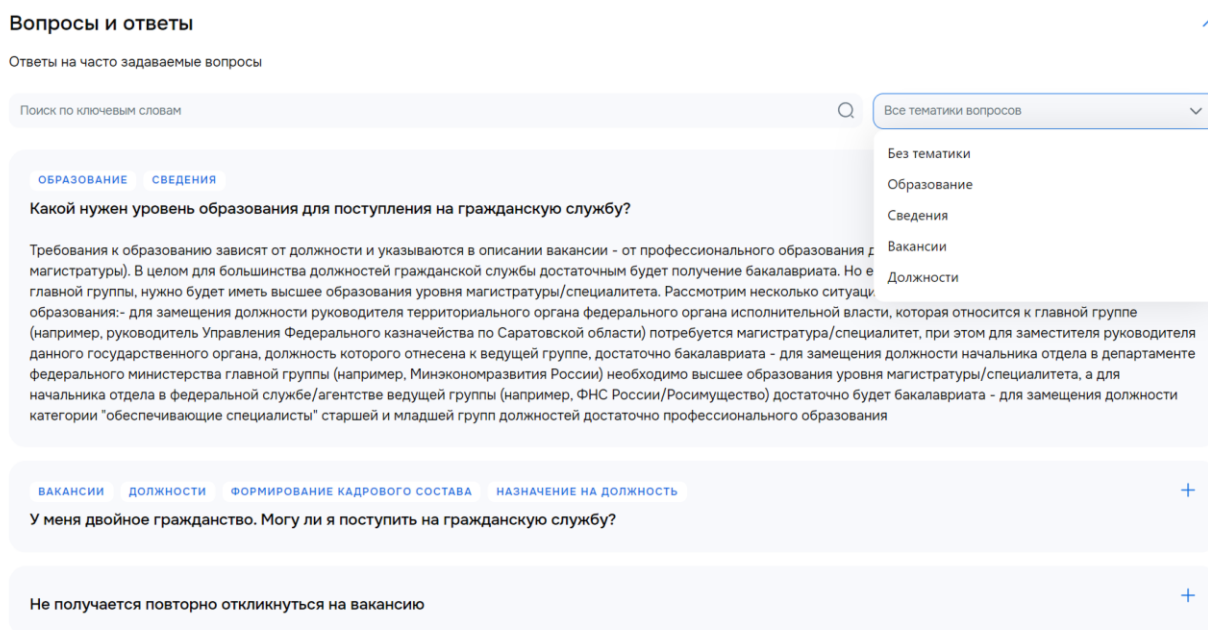 Вопросы и ответы
Ответы на часто задаваемые вопросы
Поиск по ключевым словам
Все тематики вопросов
Без тематики
Образование
Сведения
Вакансии
Должности
ОБРАЗОВАНИЕ СВЕДЕНИЯ
Какой нужен уровень образования для поступления на гражданскую службу?
Требования к образованию зависят от должности и указываются в описании вакансии - от профессионального образования
магистратуры). В целом для большинства должностей гражданской службы достаточным будет получение бакалавриата. Но
главной группы, нужно будет иметь высшее образования уровня магистратуры/специалитета. Рассмотрим несколько
образования:- для замещения должности руководителя территориального органа федерального органа исполнительной власти, которая относится к главной группе
(например, руководитель Управления Федерального казначейства по Саратовской области) потребуется магистратура/специалитет, при этом для заместителя руководителя
данного государственного органа, должность которого отнесена к ведущей группе, достаточно бакалавриата - для замещения должности начальника отдела в департаменте
федерального министерства главной группы (например, Минэкономразвития России) необходимо высшее образования уровня магистратуры/специалитета, а для
начальника отдела в федеральной службе/агентстве ведущей группы (например, ФНС России/Росимущество) достаточно будет бакалавриата - для замещения должности
категории "обеспечивающие специалисты" старшей и младшей групп должностей достаточно профессионального образования
ВАКАНСИИ ДОЛЖНОСТИ ФОРМИРОВАНИЕ КАДРОВОГО СОСТАВА НАЗНАЧЕНИЕ НА ДОЛЖНОСТЬ
У меня двойное гражданство. Могу ли я поступить на гражданскую службу?
Не получается повторно откликнуться на вакансию